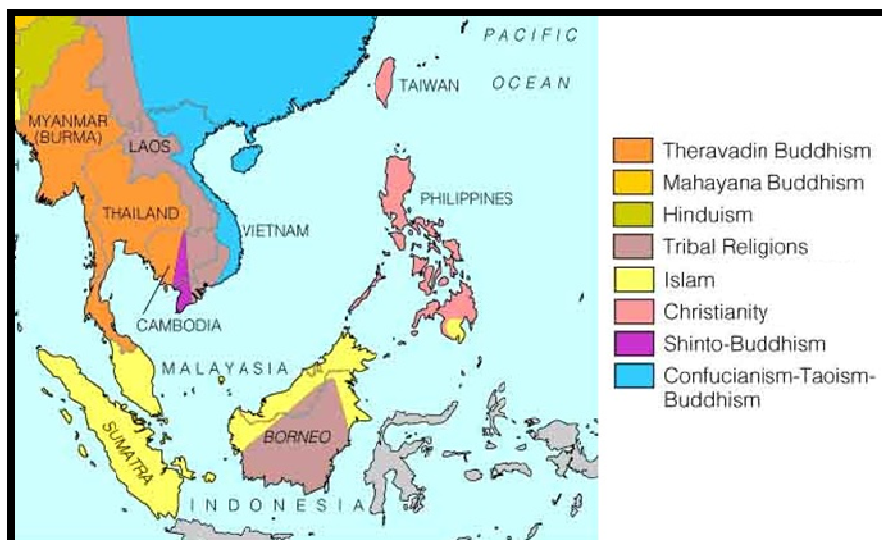 PACIFIC
OCEAN
TAIWAN
MYANMAR
(BURMA)
LAOS
THAILAND
VIETNAM
PHILIPPINES
CAMBODIA
MALAYASIA
BORNEO
SUMATRA
INDONESIA
Theravadin Buddhism
Mahayana Buddhism
Hinduism
Tribal Religions
Islam
Christianity
Shinto-Buddhism
Confucianism-Taoism-
Buddhism